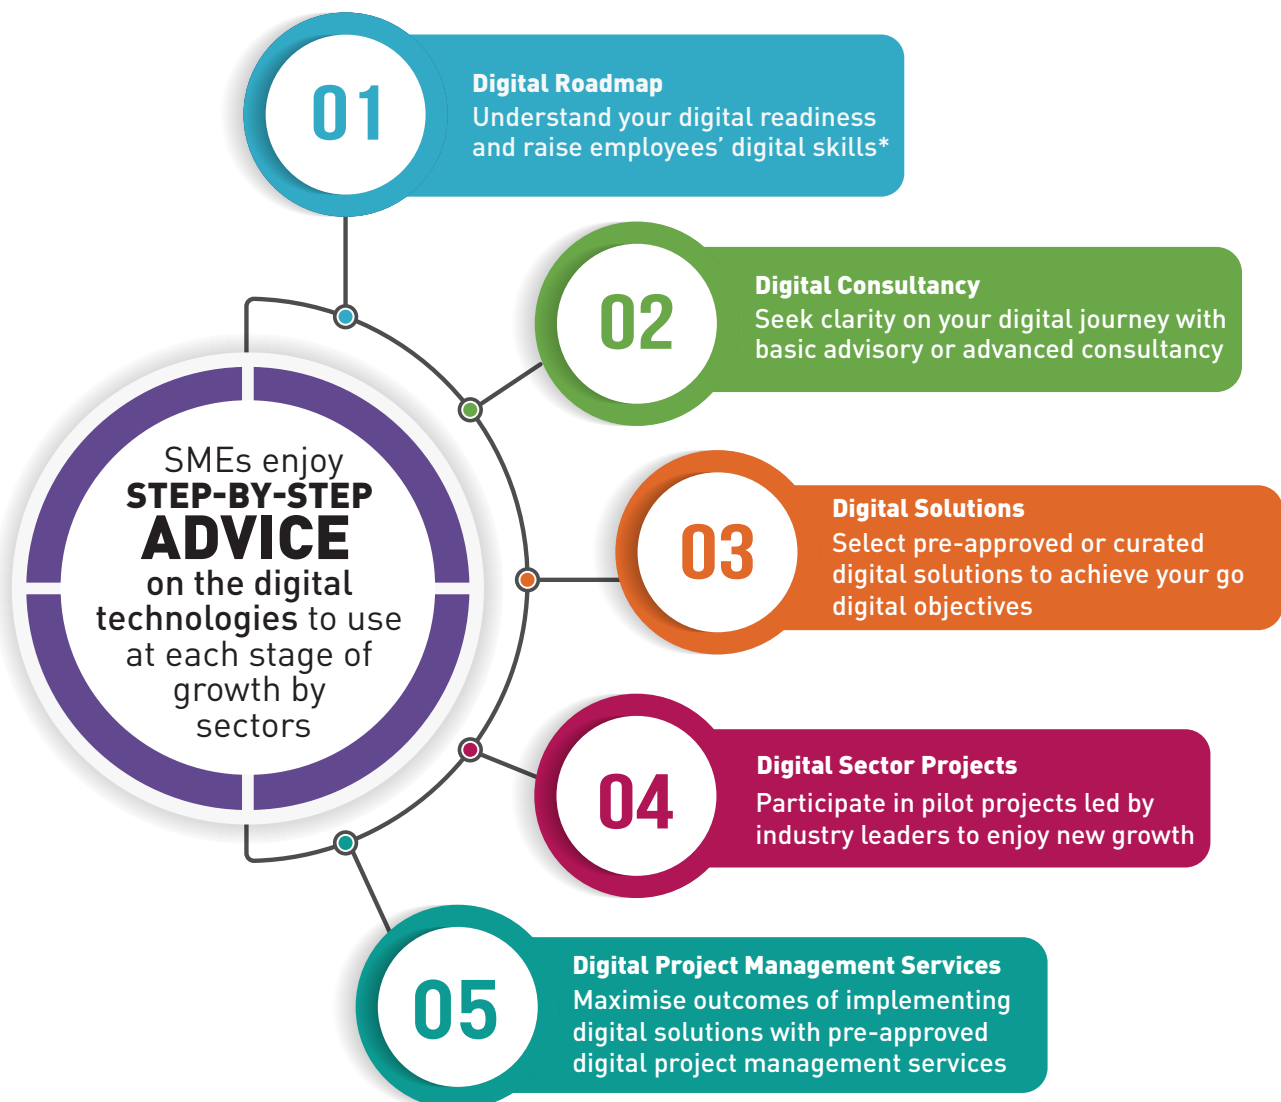 01
Digital Roadmap
Understand your digital readiness
and raise employees’ digital skills*
02
Digital Consultancy
Seek clarity on your digital journey with
basic advisory or advanced consultancy
SMEs enjoy
STEP-BY-STEP
ADVICE
on the digital
technologies to use
at each stage of
growth by
sectors
03
Digital Solutions
Select pre-approved or curated
digital solutions to achieve your go
digital objectives
04
Digital Sector Projects
Participate in pilot projects led by
industry leaders to enjoy new growth
05
Digital Project Management Services
Maximise outcomes of implementing
digital solutions with pre-approved
digital project management services